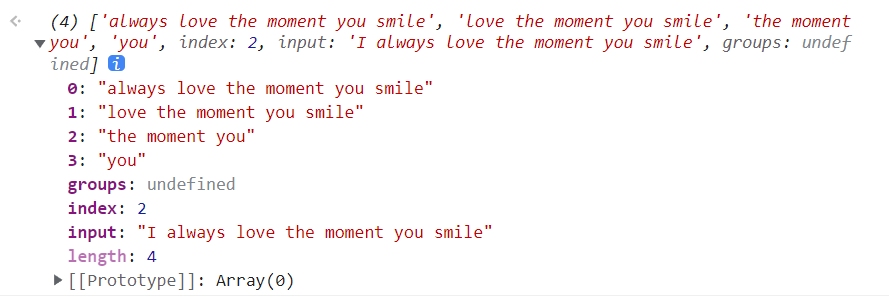 (4) ['always love the moment you smile', 'love the moment you smile', 'the moment
you', 'you', index: 2, input: 'I always love the moment you smile', groups: undef
ined] i
0: "always love the moment you smile"
1: "love the moment you smile"
2: "the moment you"
3: "you"
groups: undefined
index: 2
input: "I always love the moment you smile"
length: 4
[[Prototype]]: Array(0)